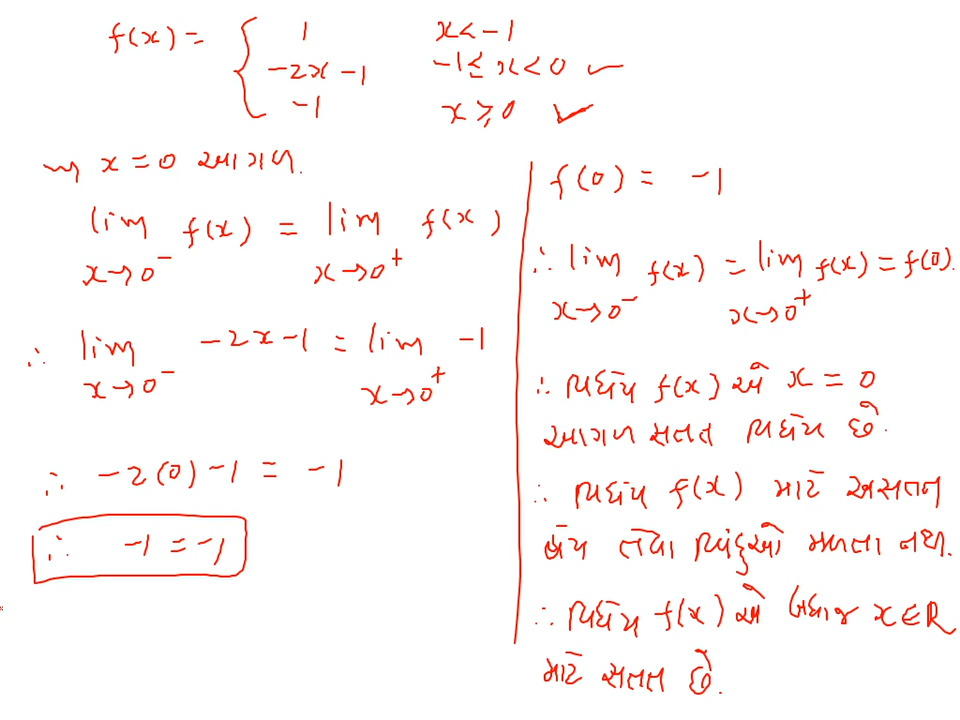 f(x) = { 1    x < -1
-2x - 1    -1 ≤ x < 0 ✓
-1    x ≥ 0 ✓
→ x = 0 આગળ.
lim f(x) = lim f(x)
x→0⁻    x→0⁺
∴ lim -2x - 1 = lim -1
x→0⁻    x→0⁺
∴ -2(0) - 1 = -1
∴ -1 = -1
f(0) = -1
∴ lim f(x) = lim f(x) = f(0).
x→0⁻    x→0⁺
∴ વિધેય f(x) એ x = 0
આગળ સતત વિધેય છે.
∴ વિધેય f(x) માટે અસતત
હોય તેવા બિંદુઓ મળતા નથી.
∴ વિધેય f(x) એ બધાજ x ∈ R
માટે સતત છે.